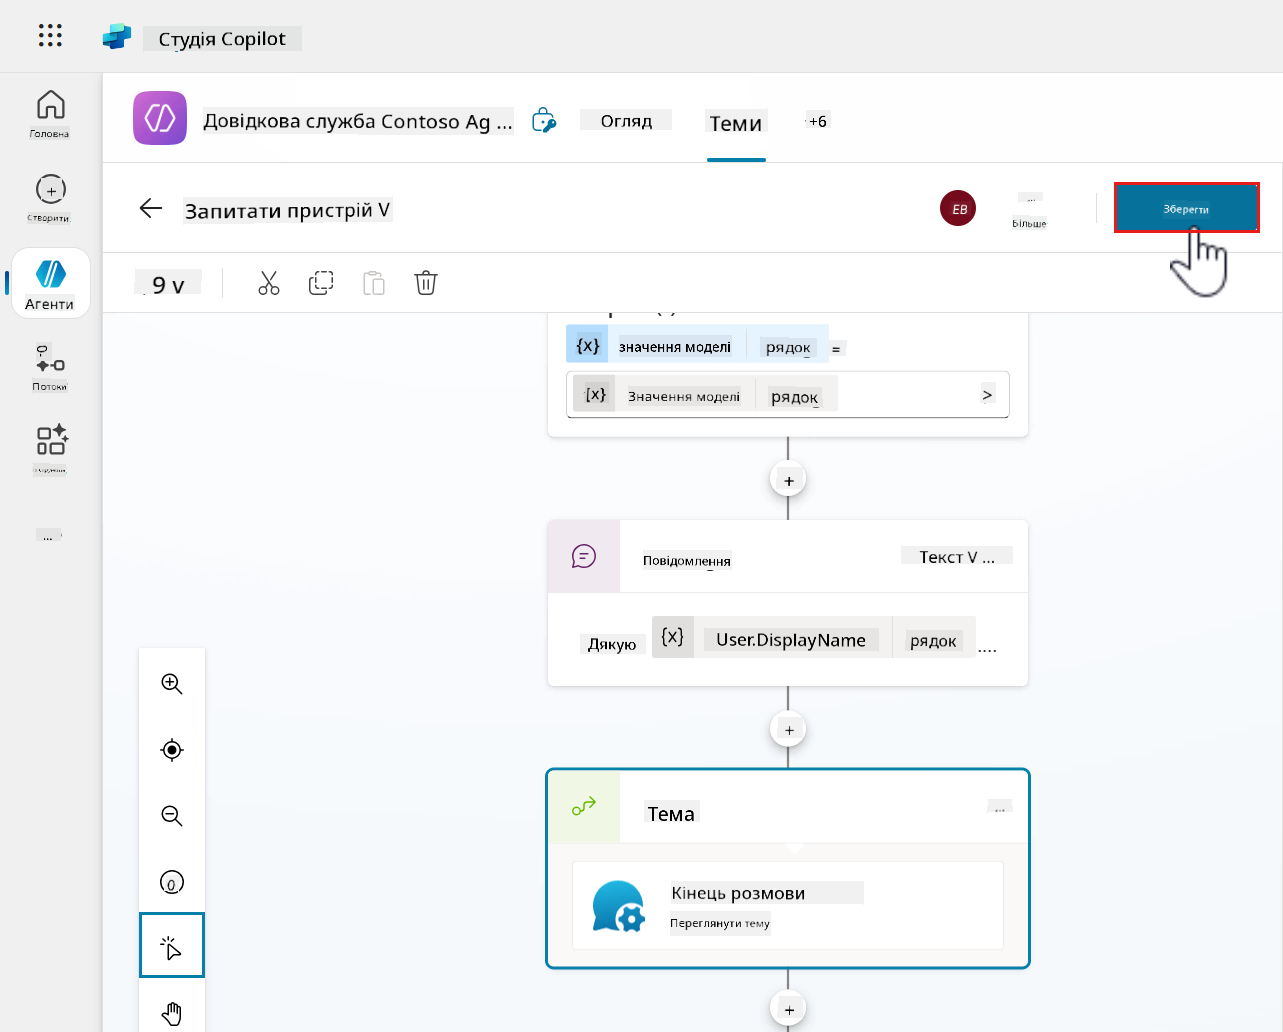 Студія Copilot
Головна
Створити
Агенти
Потоки
...
Довідкова служба Contoso Ag ...
Огляд
Теми
+6
Запитати пристрій V
EB
...
Більше
Зберегти
9 v
{x} значення моделі рядок =
{x} Значення моделі рядок >
+
Повідомлення
Текст V ...
Дякую {x} User.DisplayName рядок ....
+
Тема
...
Кінець розмови
Переглянути тему
+